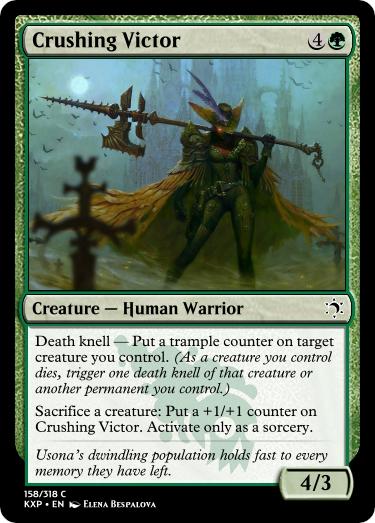 Crushing Victor 4
Creature — Human Warrior
Death knell — Put a trample counter on target
creature you control. (As a creature you control
dies, trigger one death knell of that creature or
another permanent you control.)
Sacrifice a creature: Put a +1/+1 counter on
Crushing Victor. Activate only as a sorcery.
Usona's dwindling population holds fast to every
memory they have left.
4/3
158/318 C
KXP • EN Elena Bespalova